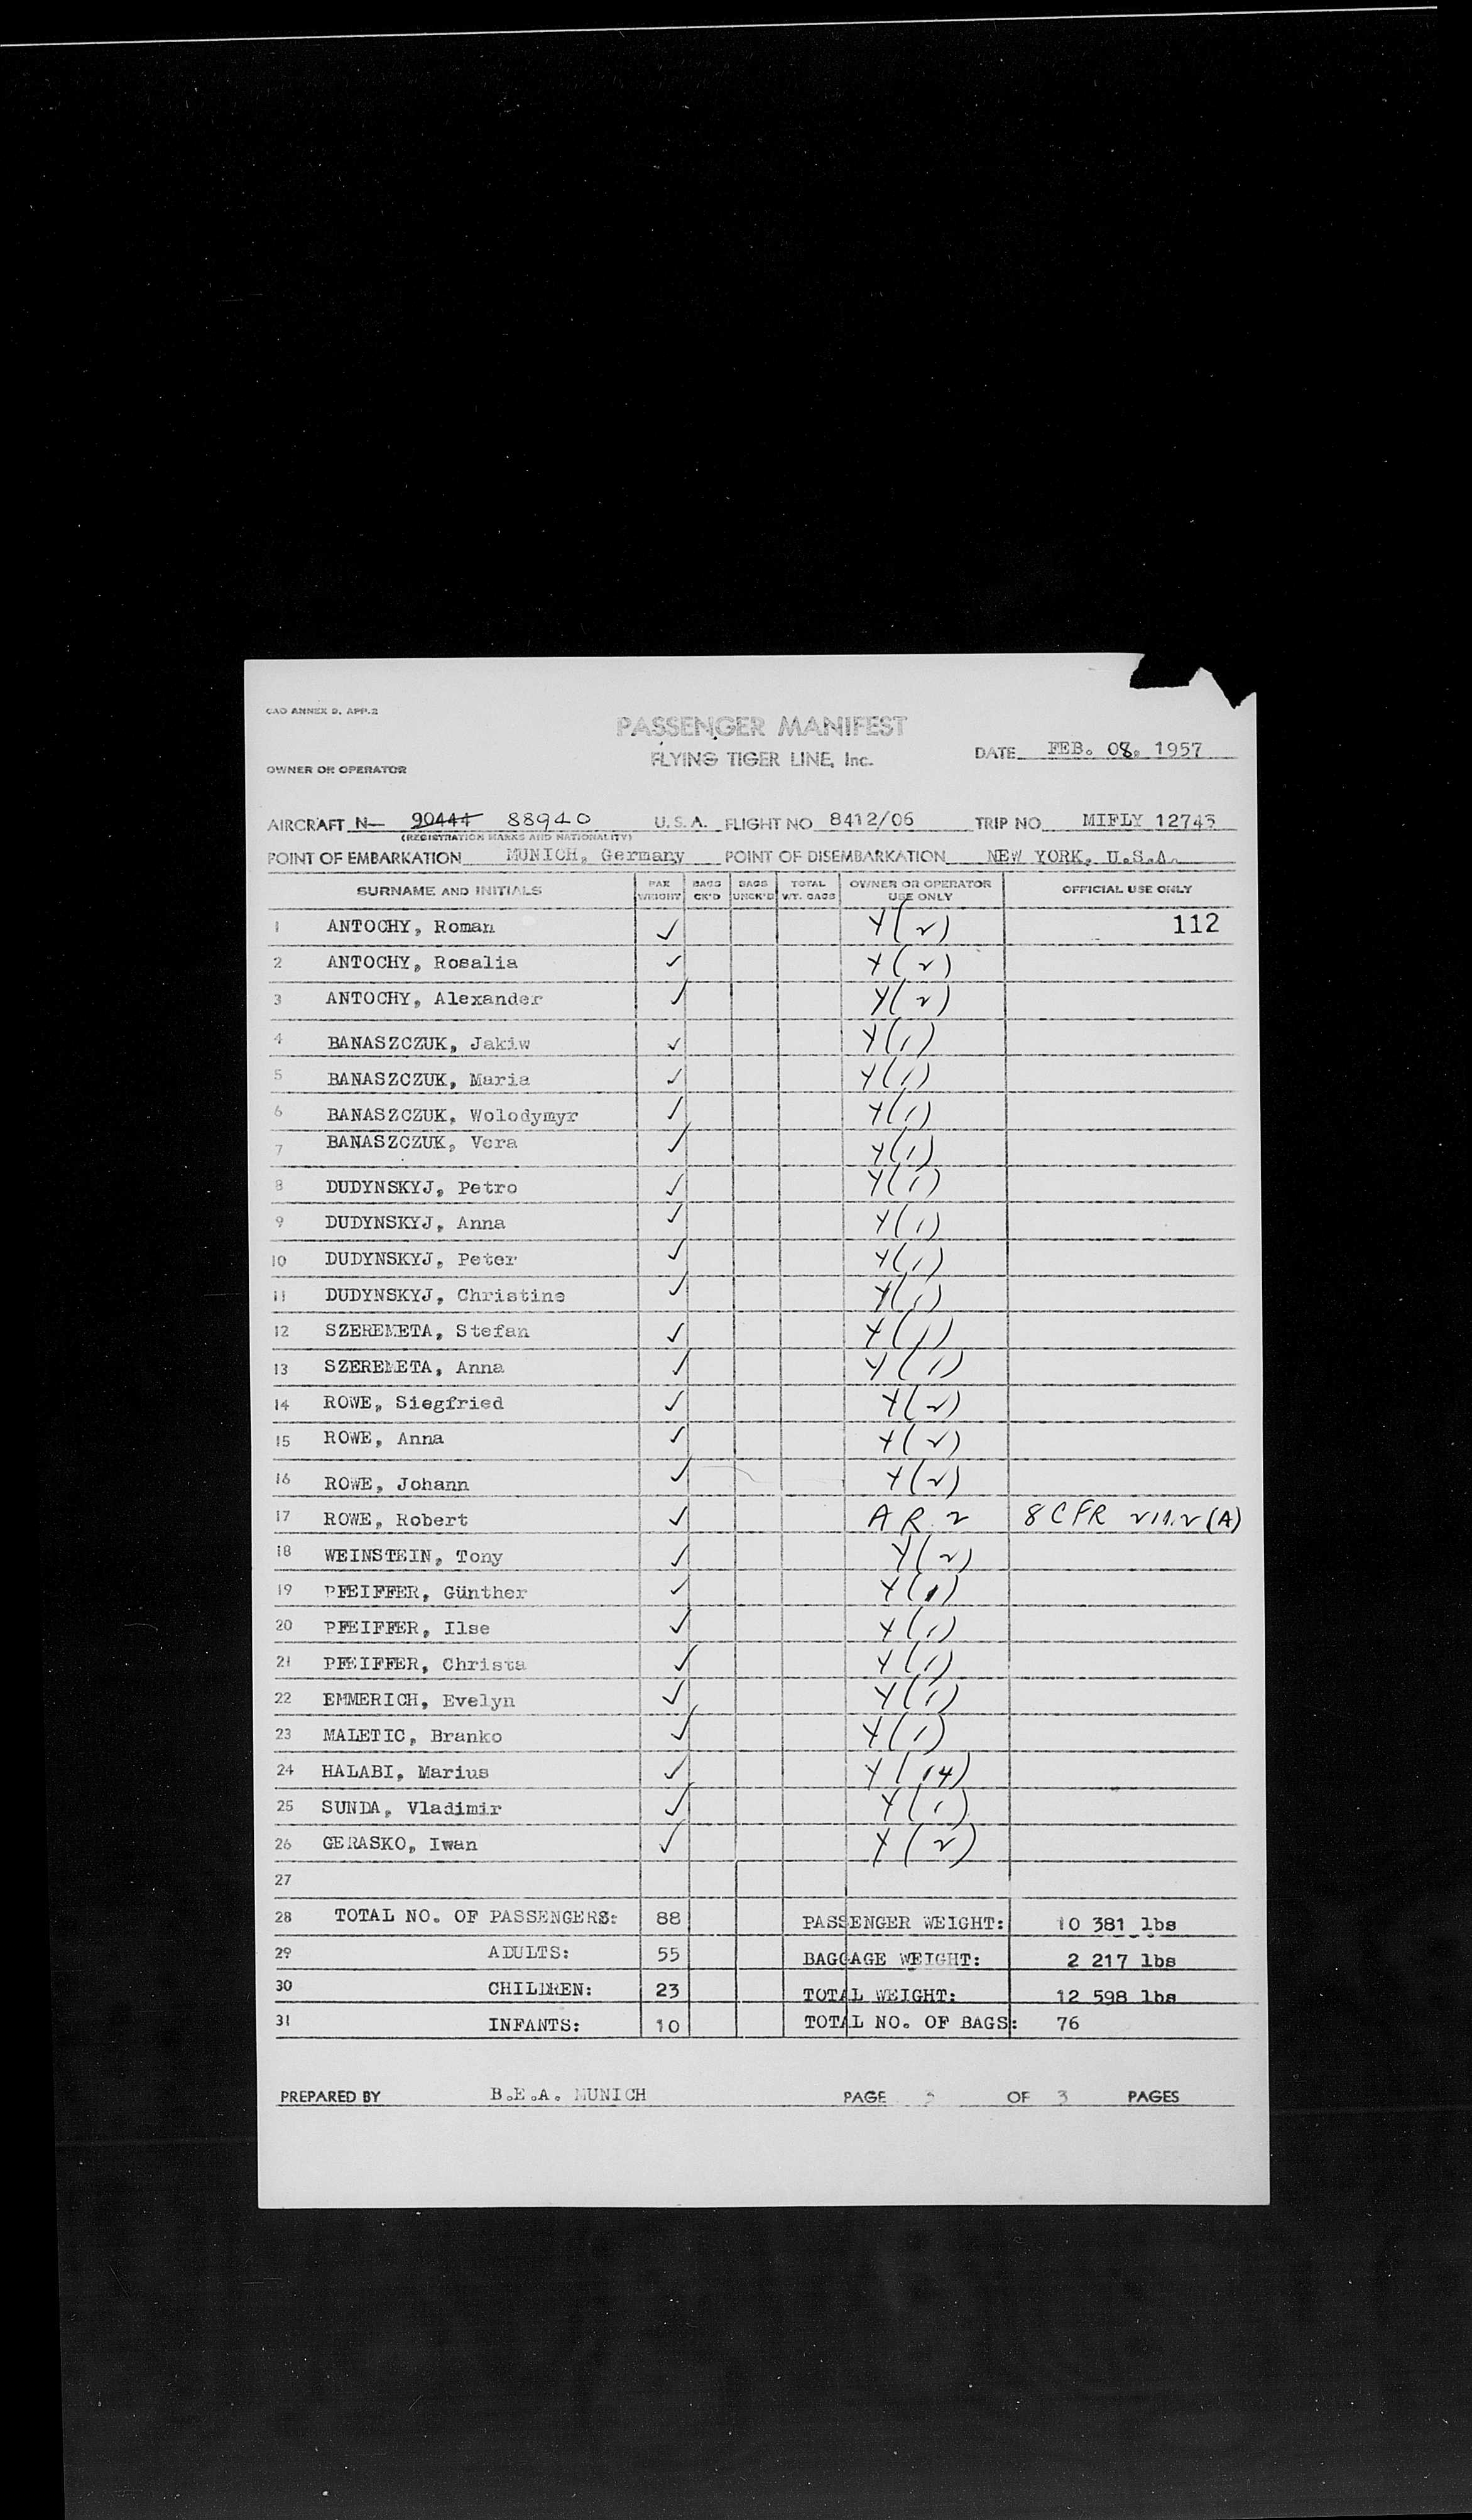 CAO ANNEX 9, APP.2
PASSENGER MANIFEST
FLYING TIGER LINE, Inc.
DATE FEB. 08. 1957
OWNER OR OPERATOR
AIRCRAFT N— 90444 88940 U.S.A. FLIGHT NO 8412/06 TRIP NO MIFLY 12743
(REGISTRATION MARKS AND NATIONALITY)
POINT OF EMBARKATION MUNICH, Germany POINT OF DISEMBARKATION NEW YORK, U.S.A.
SURNAME AND INITIALS PAX WEIGHT BAGS CK'D BAGS UNCK'D TOTAL WT. BAGS OWNER OR OPERATOR USE ONLY OFFICIAL USE ONLY
1 ANTOCHY, Roman ✓ Y(2) 112
2 ANTOCHY, Rosalia ✓ Y(2)
3 ANTOCHY, Alexander ✓ Y(2)
4 BANASZCZUK, Jakiw ✓ Y(1)
5 BANASZCZUK, Maria ✓ Y(1)
6 BANASZCZUK, Wolodymyr ✓ Y(1)
7 BANASZCZUK, Vera ✓ Y(1)
8 DUDYNSKYJ, Petro ✓ Y(1)
9 DUDYNSKYJ, Anna ✓ Y(1)
10 DUDYNSKYJ, Peter ✓ Y(1)
11 DUDYNSKYJ, Christine ✓ Y(1)
12 SZEREMETA, Stefan ✓ Y(1)
13 SZEREMETA, Anna ✓ Y(1)
14 ROWE, Siegfried ✓ Y(2)
15 ROWE, Anna ✓ Y(2)
16 ROWE, Johann ✓ Y(2)
17 ROWE, Robert ✓ A R 2 8 CFR 211.2(A)
18 WEINSTEIN, Tony ✓ Y(2)
19 PFEIFFER, Günther ✓ Y(1)
20 PFEIFFER, Ilse ✓ Y(1)
21 PFEIFFER, Christa ✓ Y(1)
22 EMMERICH, Evelyn ✓ Y(1)
23 MALETIC, Branko ✓ Y(1)
24 HALABI, Marius ✓ Y(14)
25 SUNDA, Vladimir ✓ Y(1)
26 GERASKO, Iwan ✓ Y(2)
27
28 TOTAL NO. OF PASSENGERS: 88 PASSENGER WEIGHT: 10 381 lbs
29 ADULTS: 55 BAGGAGE WEIGHT: 2 217 lbs
30 CHILDREN: 23 TOTAL WEIGHT: 12 598 lbs
31 INFANTS: 10 TOTAL NO. OF BAGS: 76
PREPARED BY B.E.A. MUNICH PAGE OF 3 PAGES